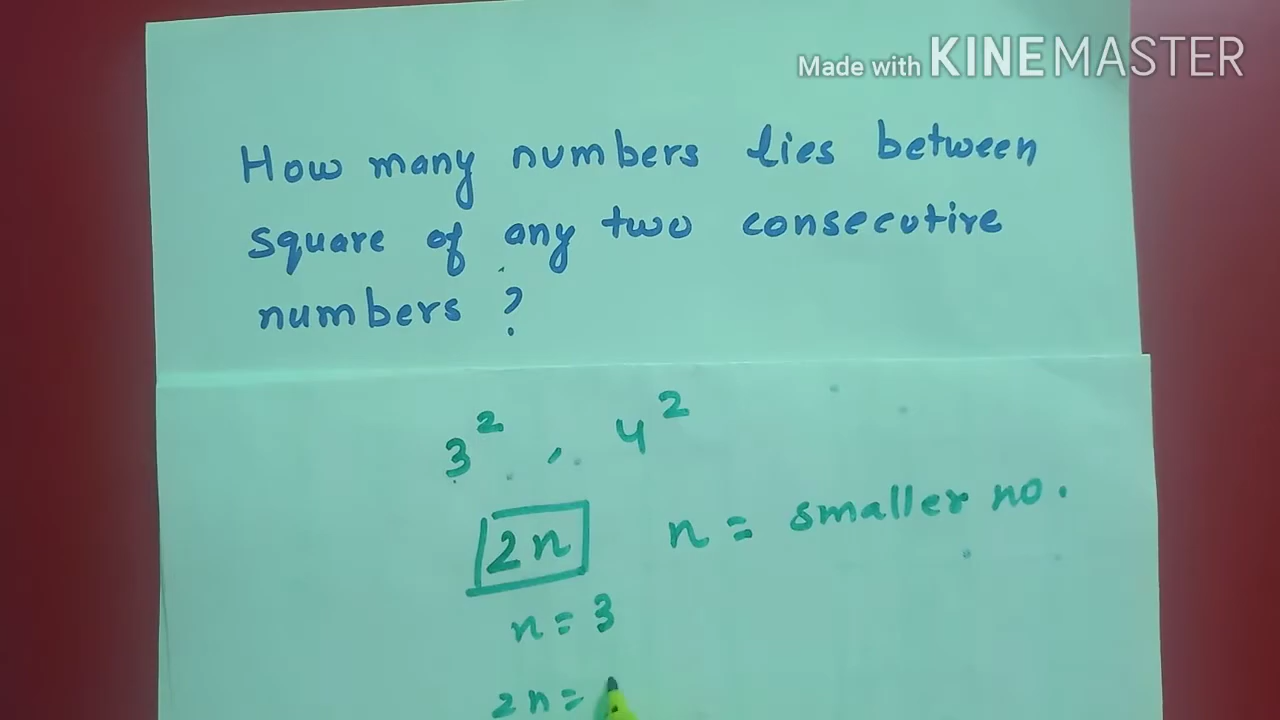 Made with KINEMASTER
How many numbers lies between
square of any two consecutive
numbers ?
3² , 4²
2n n = smaller no.
n = 3
2n =